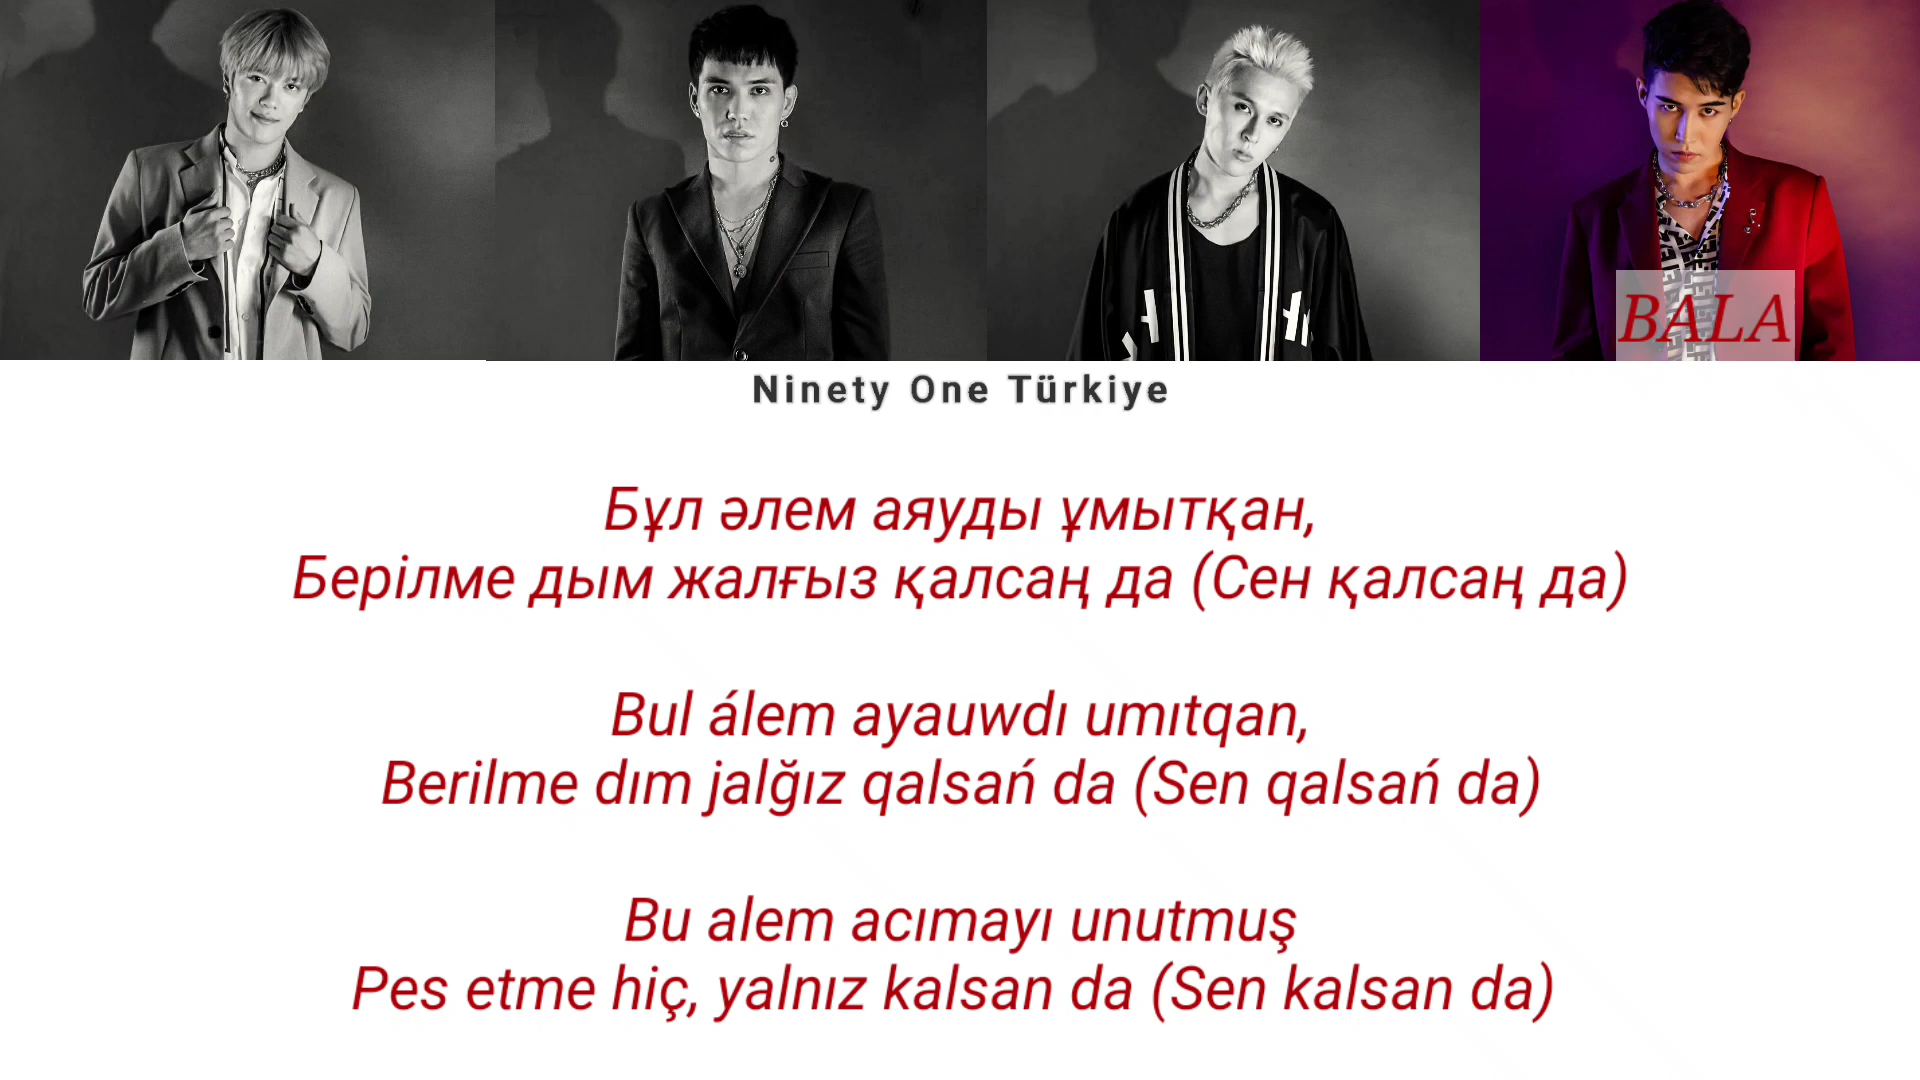 BALA
Ninety One Türkiye
Бұл әлем аяуды ұмытқан,
Берілме дым жалғыз қалсаң да (Сен қалсаң да)
Bul álem ayauwdı umıtqan,
Berilme dım jalğız qalsań da (Sen qalsań da)
Bu alem acımayı unutmuş
Pes etme hiç, yalnız kalsan da (Sen kalsan da)